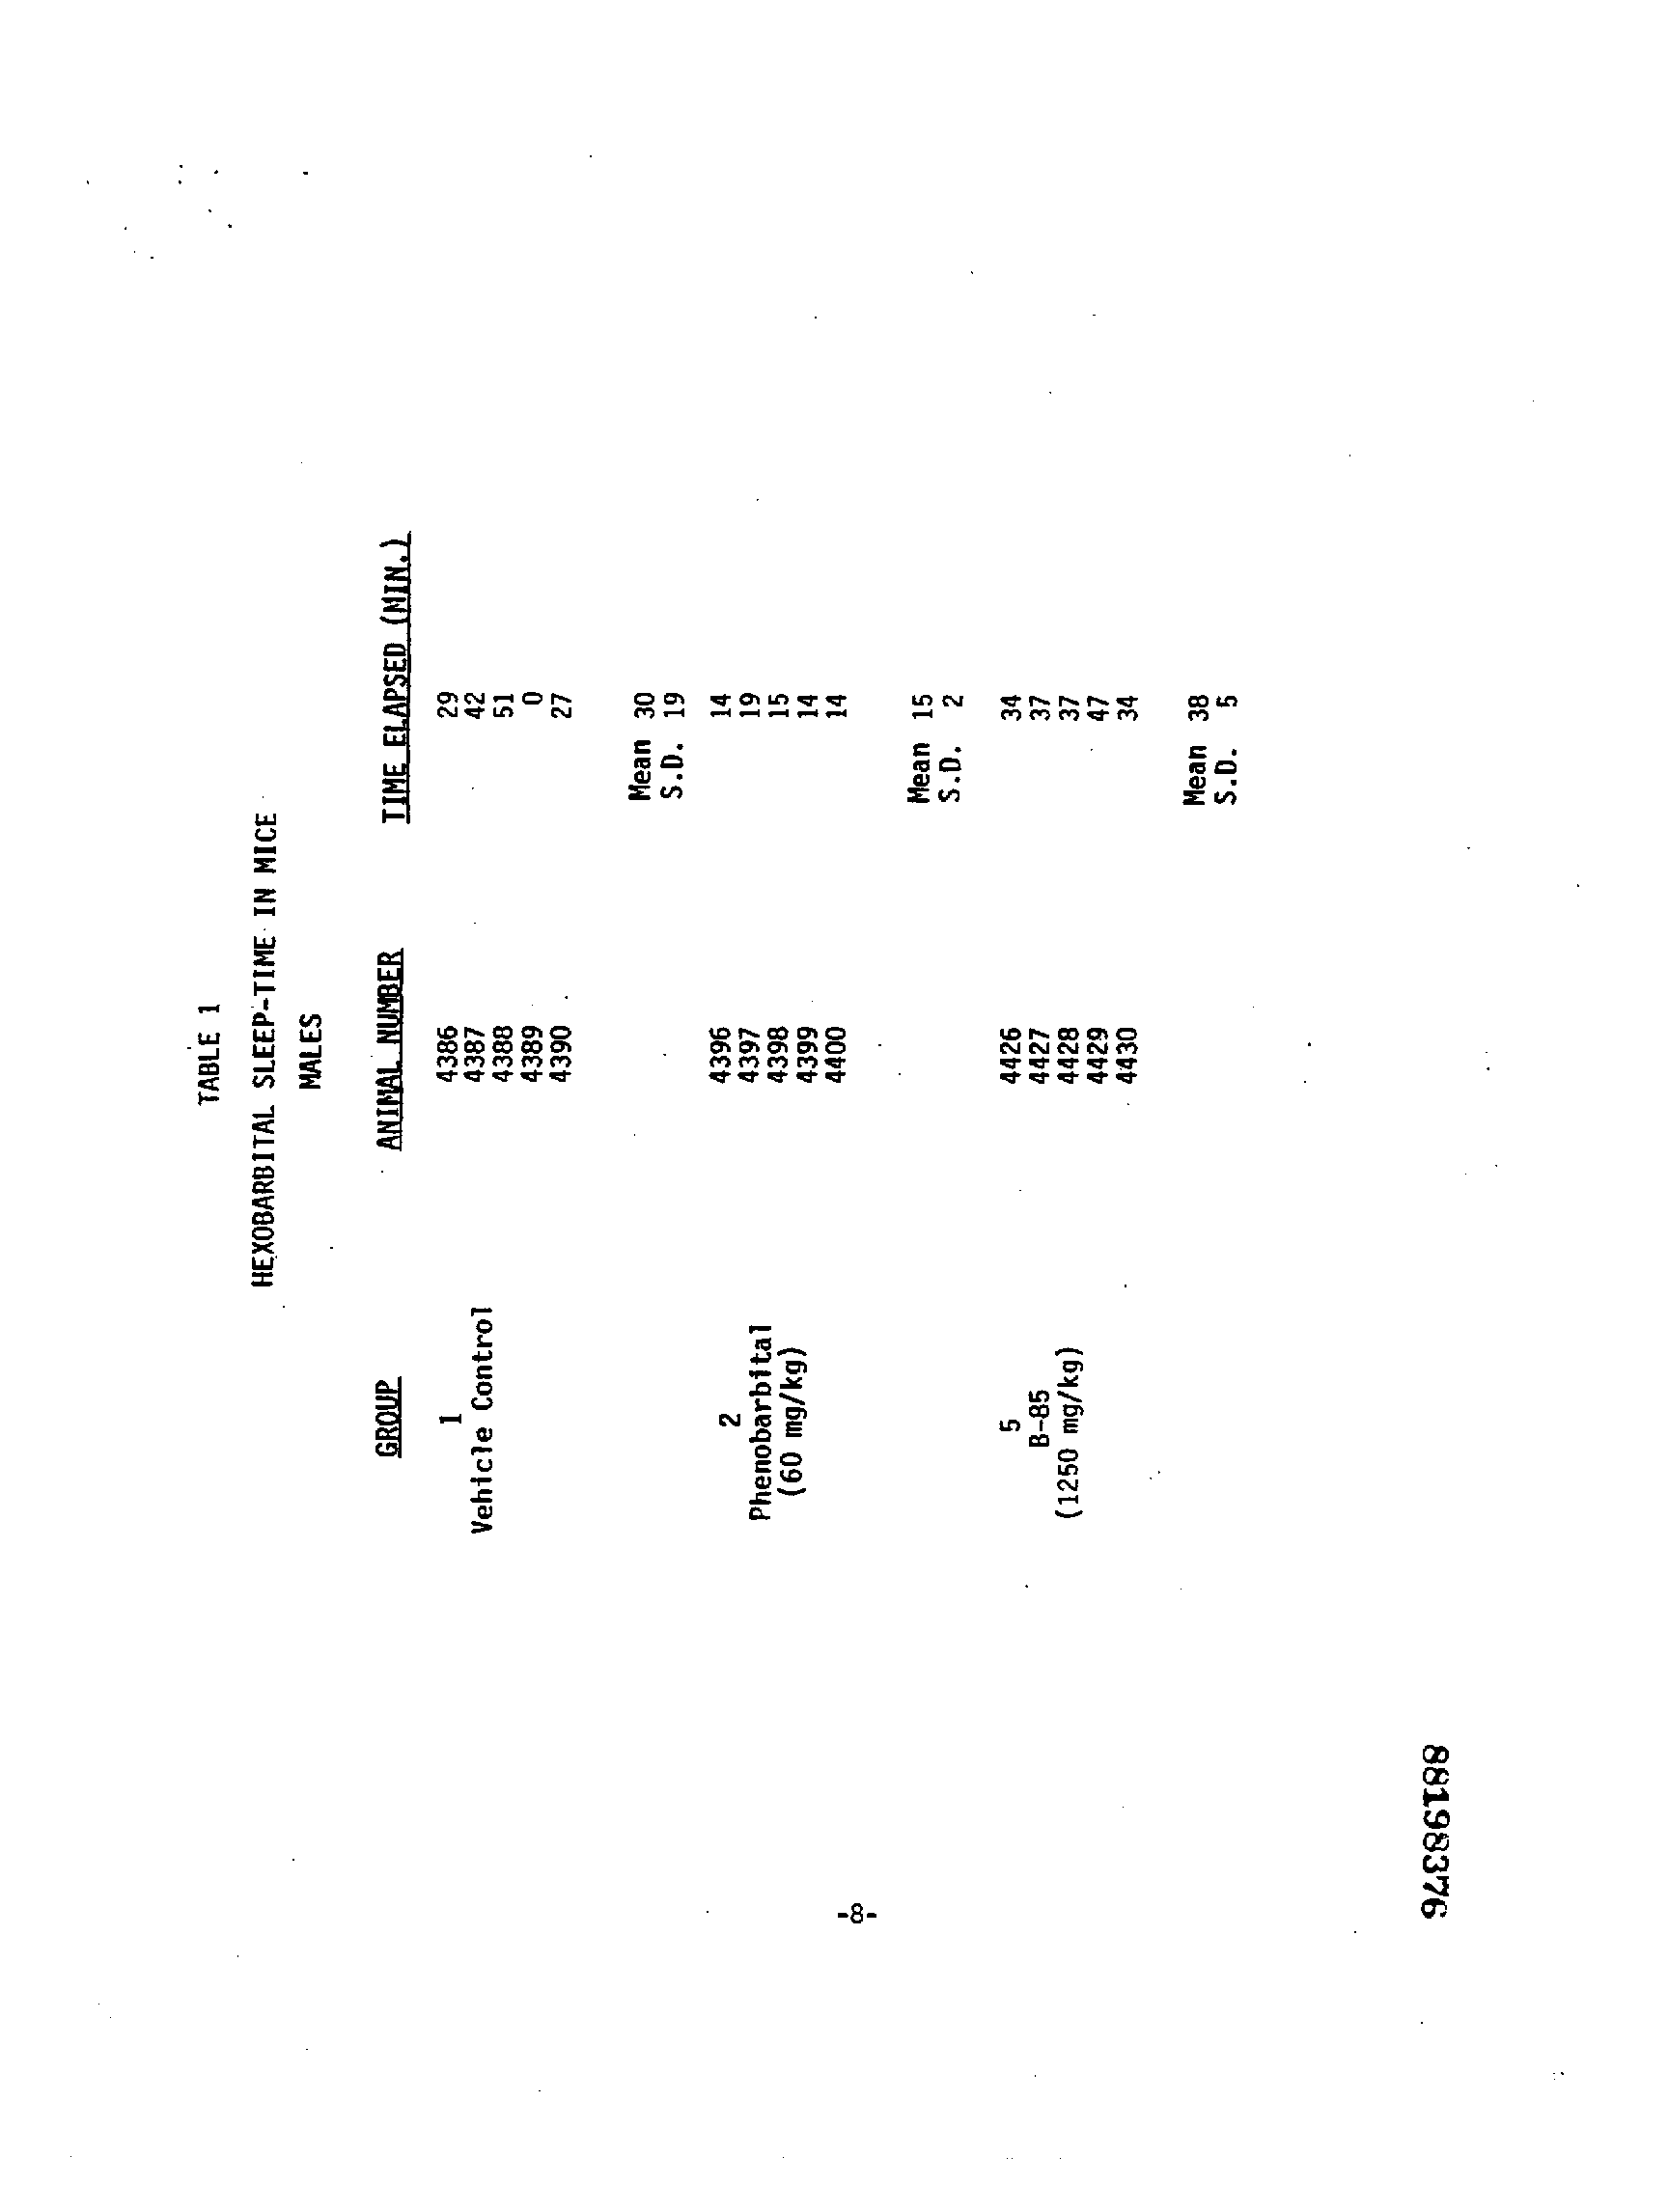 TABLE 1
HEXOBARBITAL SLEEP-TIME IN MICE
MALES
GROUP ANIMAL NUMBER TIME ELAPSED (MIN.)
1 4386 29
Vehicle Control 4387 42
4388 51
4389 0
4390 27
Mean 30
S.D. 19
2 4396 14
Phenobarbital 4397 19
(60 mg/kg) 4398 15
4399 14
4400 14
Mean 15
S.D. 2
5 4426 34
B-85 4427 37
(1250 mg/kg) 4428 37
4429 47
4430 34
Mean 38
S.D. 5
-8-
88198376